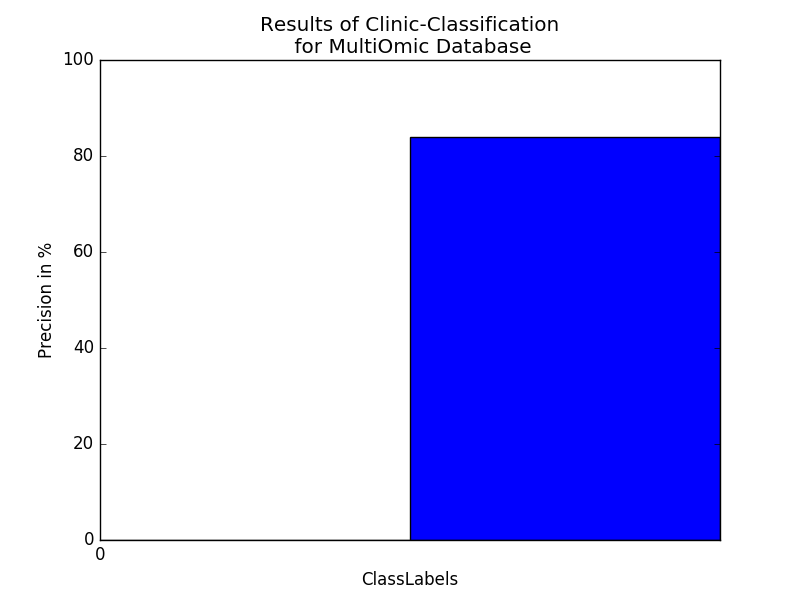 Results of Clinic-Classification
for MultiOmic Database
100
80
60
40
20
0
0
Precision in %
ClassLabels